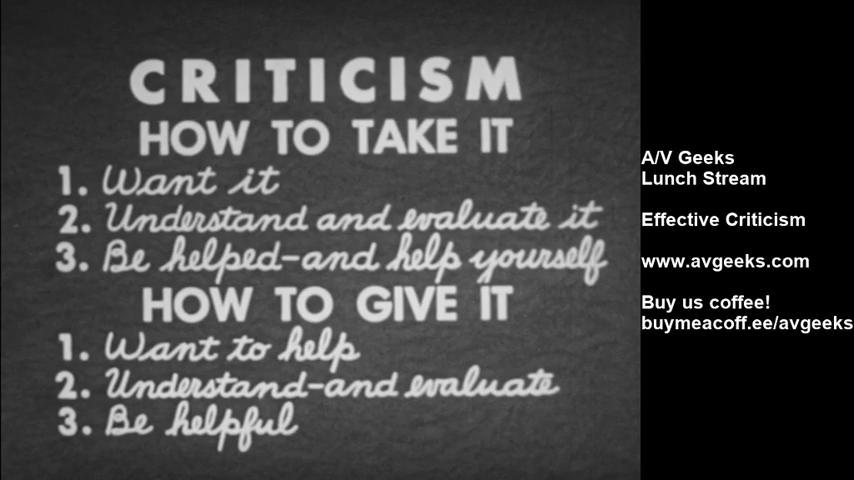 CRITICISM
HOW TO TAKE IT
1. Want it
2. Understand and evaluate it
3. Be helped-and help yourself
HOW TO GIVE IT
1. Want to help
2. Understand-and evaluate
3. Be helpful
A/V Geeks
Lunch Stream
Effective Criticism
www.avgeeks.com
Buy us coffee!
buymeacoff.ee/avgeeks